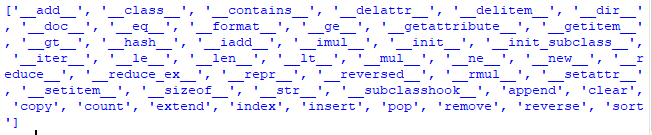 ['__add__', '__class__', '__contains__', '__delattr__', '__delitem__', '__dir__'
, '__doc__', '__eq__', '__format__', '__ge__', '__getattribute__', '__getitem__'
, '__gt__', '__hash__', '__iadd__', '__imul__', '__init__', '__init_subclass__',
'__iter__', '__le__', '__len__', '__lt__', '__mul__', '__ne__', '__new__', '__r
educe__', '__reduce_ex__', '__repr__', '__reversed__', '__rmul__', '__setattr__'
, '__setitem__', '__sizeof__', '__str__', '__subclasshook__', 'append', 'clear',
'copy', 'count', 'extend', 'index', 'insert', 'pop', 'remove', 'reverse', 'sort
']